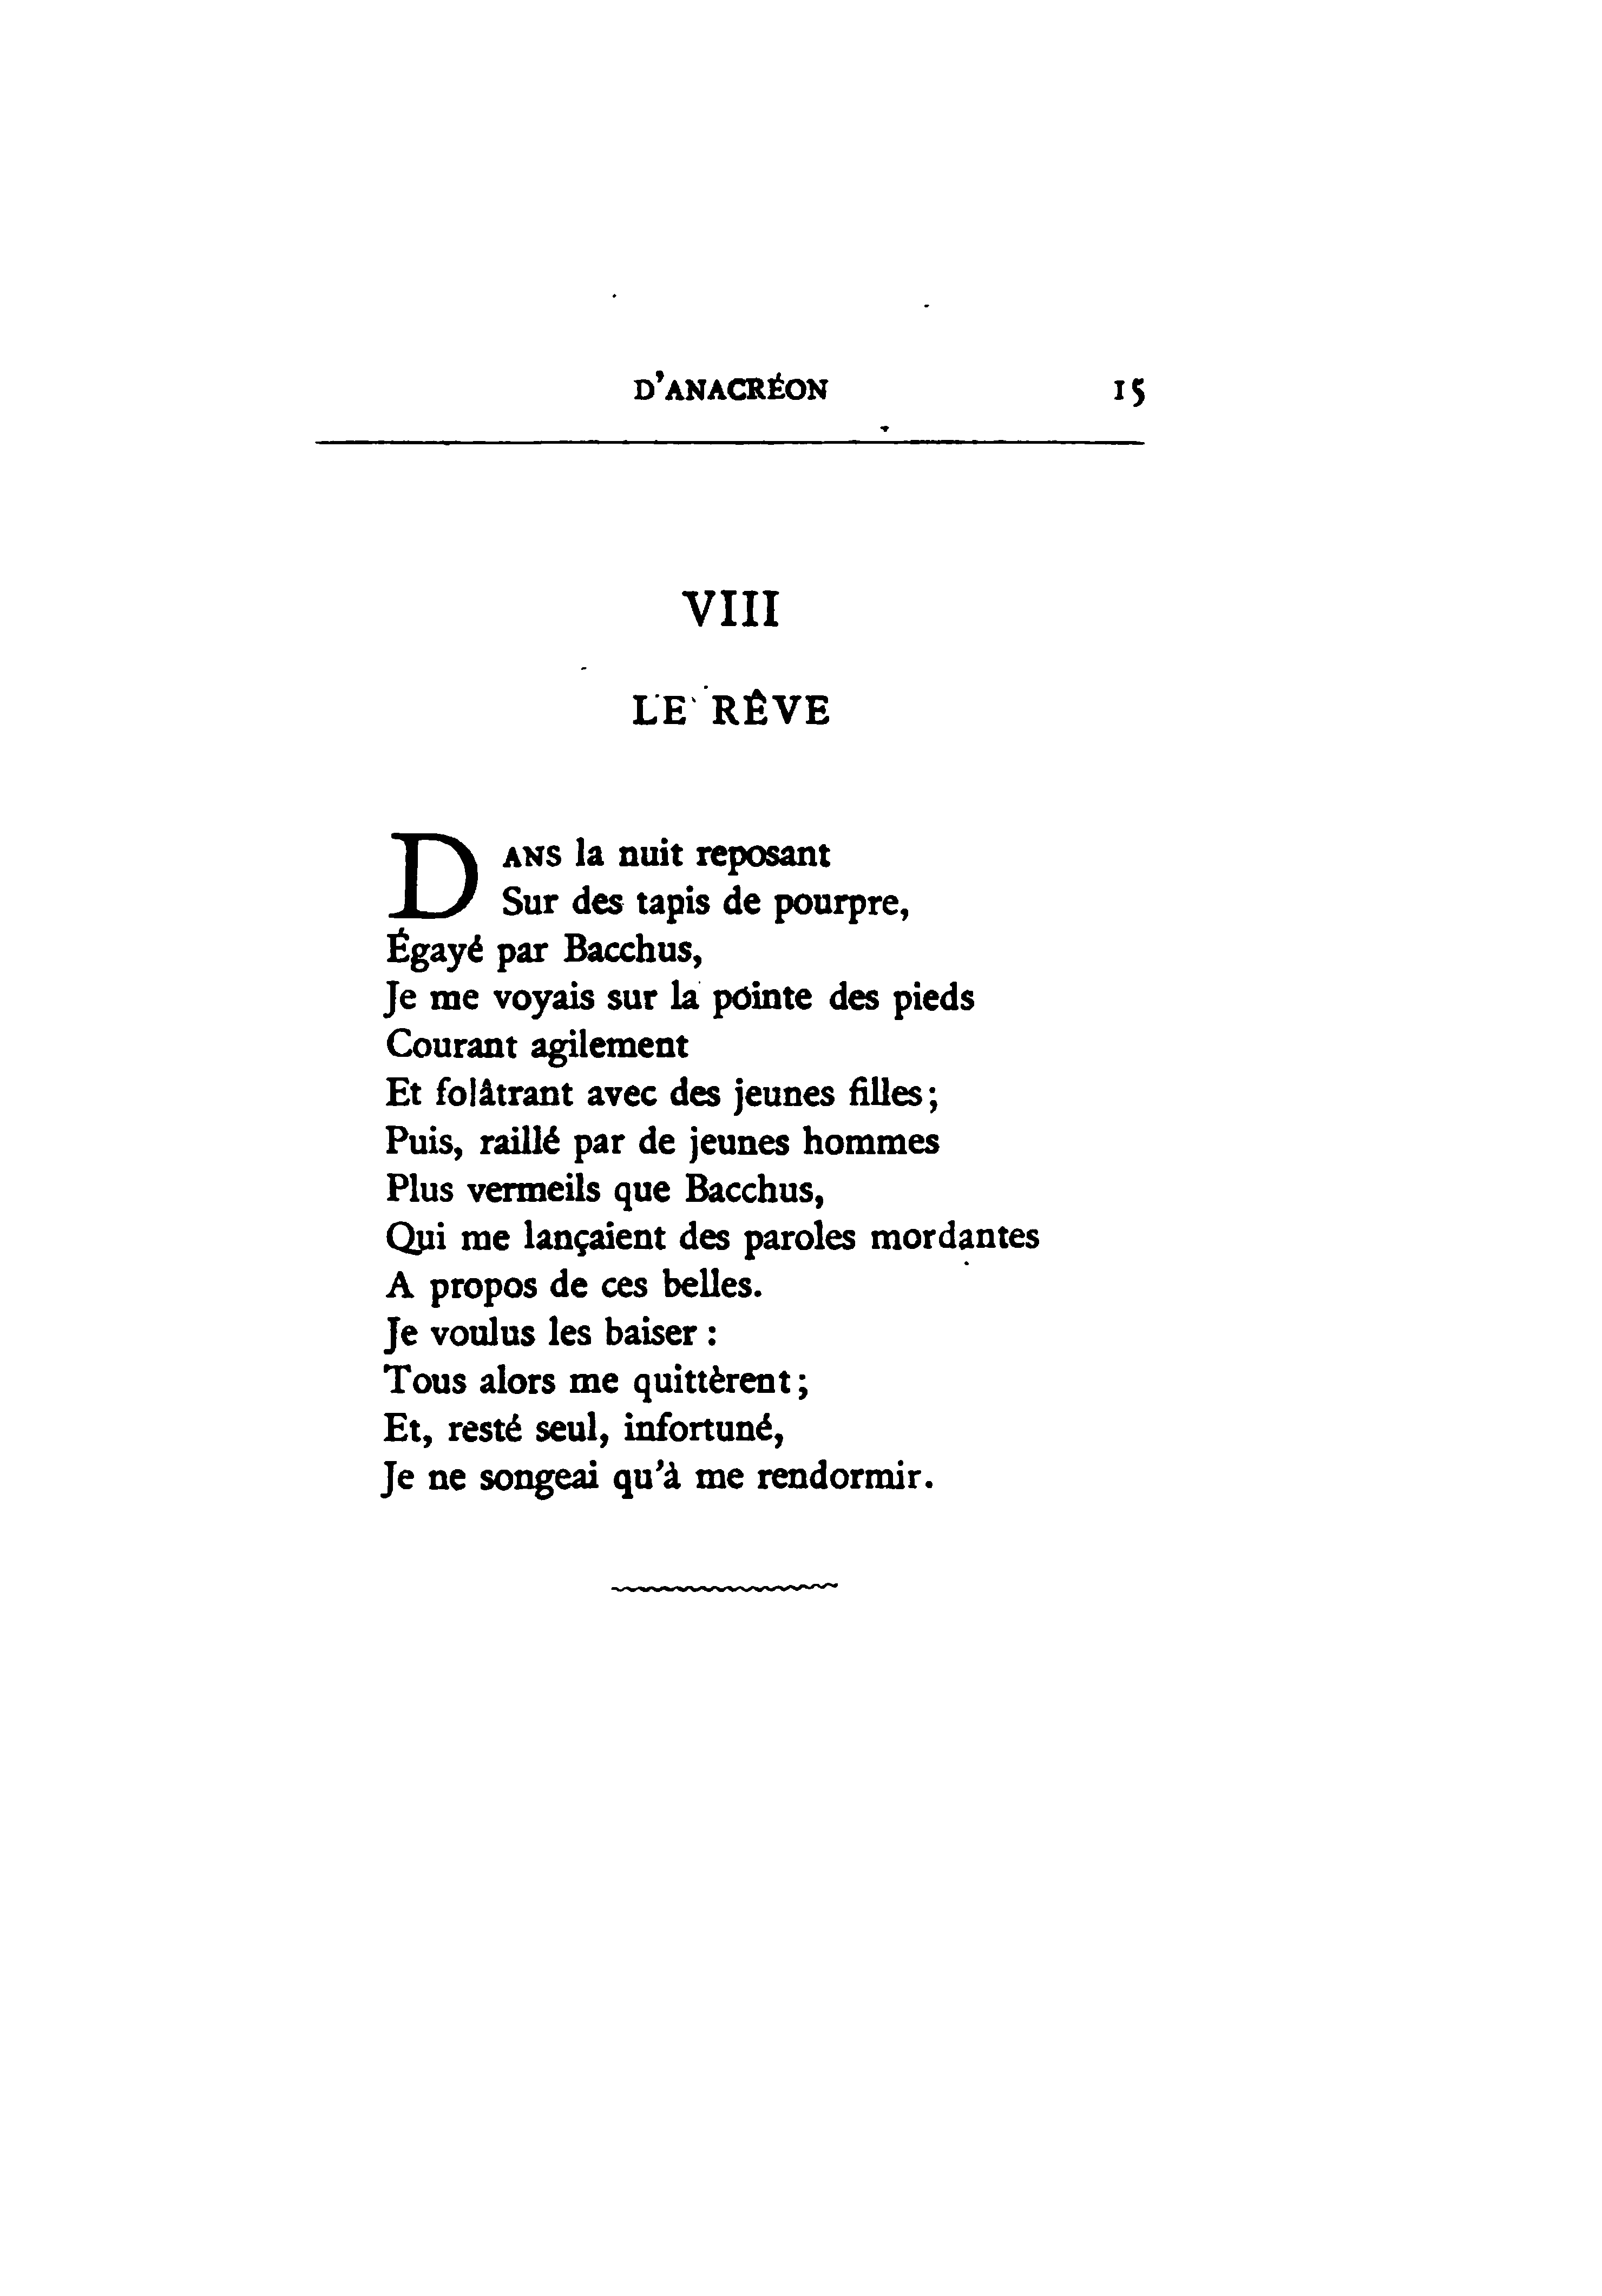 D'ANACRÉON 15
VIII
LE RÊVE
DANS la nuit reposant
Sur des tapis de pourpre,
Égayé par Bacchus,
Je me voyais sur la pointe des pieds
Courant agilement
Et folâtrant avec des jeunes filles;
Puis, raillé par de jeunes hommes
Plus vermeils que Bacchus,
Qui me lançaient des paroles mordantes
A propos de ces belles.
Je voulus les baiser :
Tous alors me quittèrent;
Et, resté seul, infortuné,
Je ne songeai qu'à me rendormir.